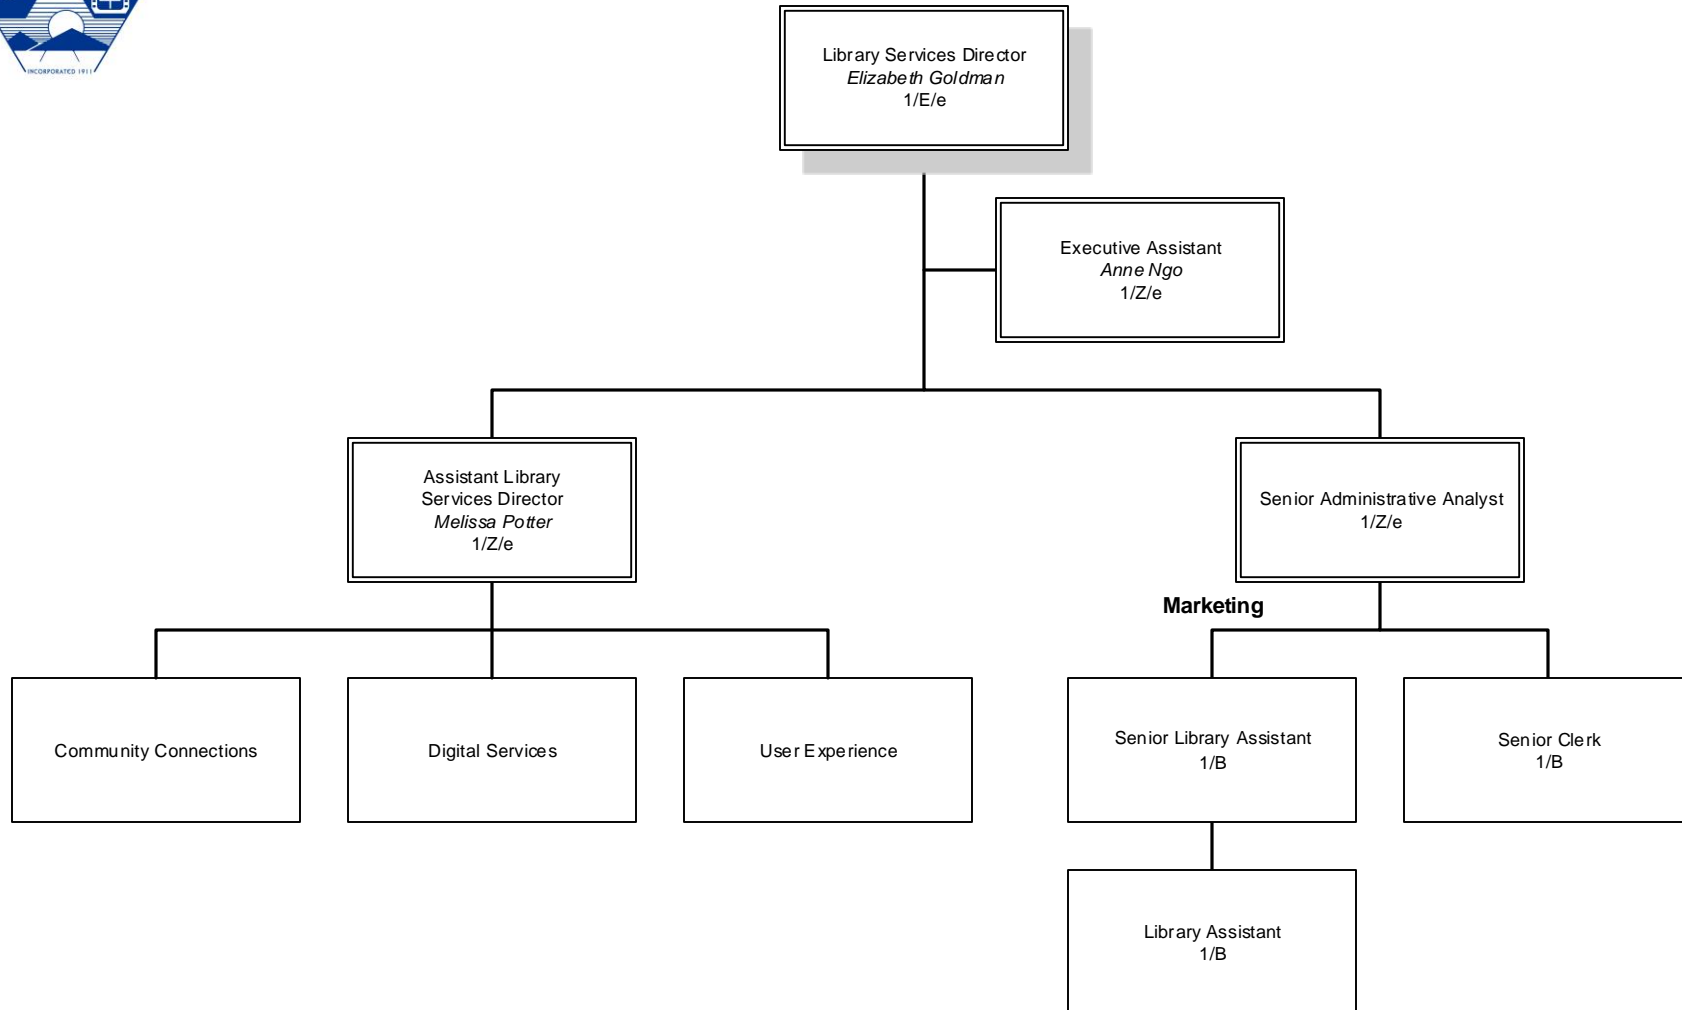 INCORPORATED 1911
Library Services Director
Elizabeth Goldman
1/E/e
Executive Assistant
Anne Ngo
1/Z/e
Assistant Library
Services Director
Melissa Potter
1/Z/e
Senior Administrative Analyst
1/Z/e
Marketing
Community Connections
Digital Services
User Experience
Senior Library Assistant
1/B
Senior Clerk
1/B
Library Assistant
1/B